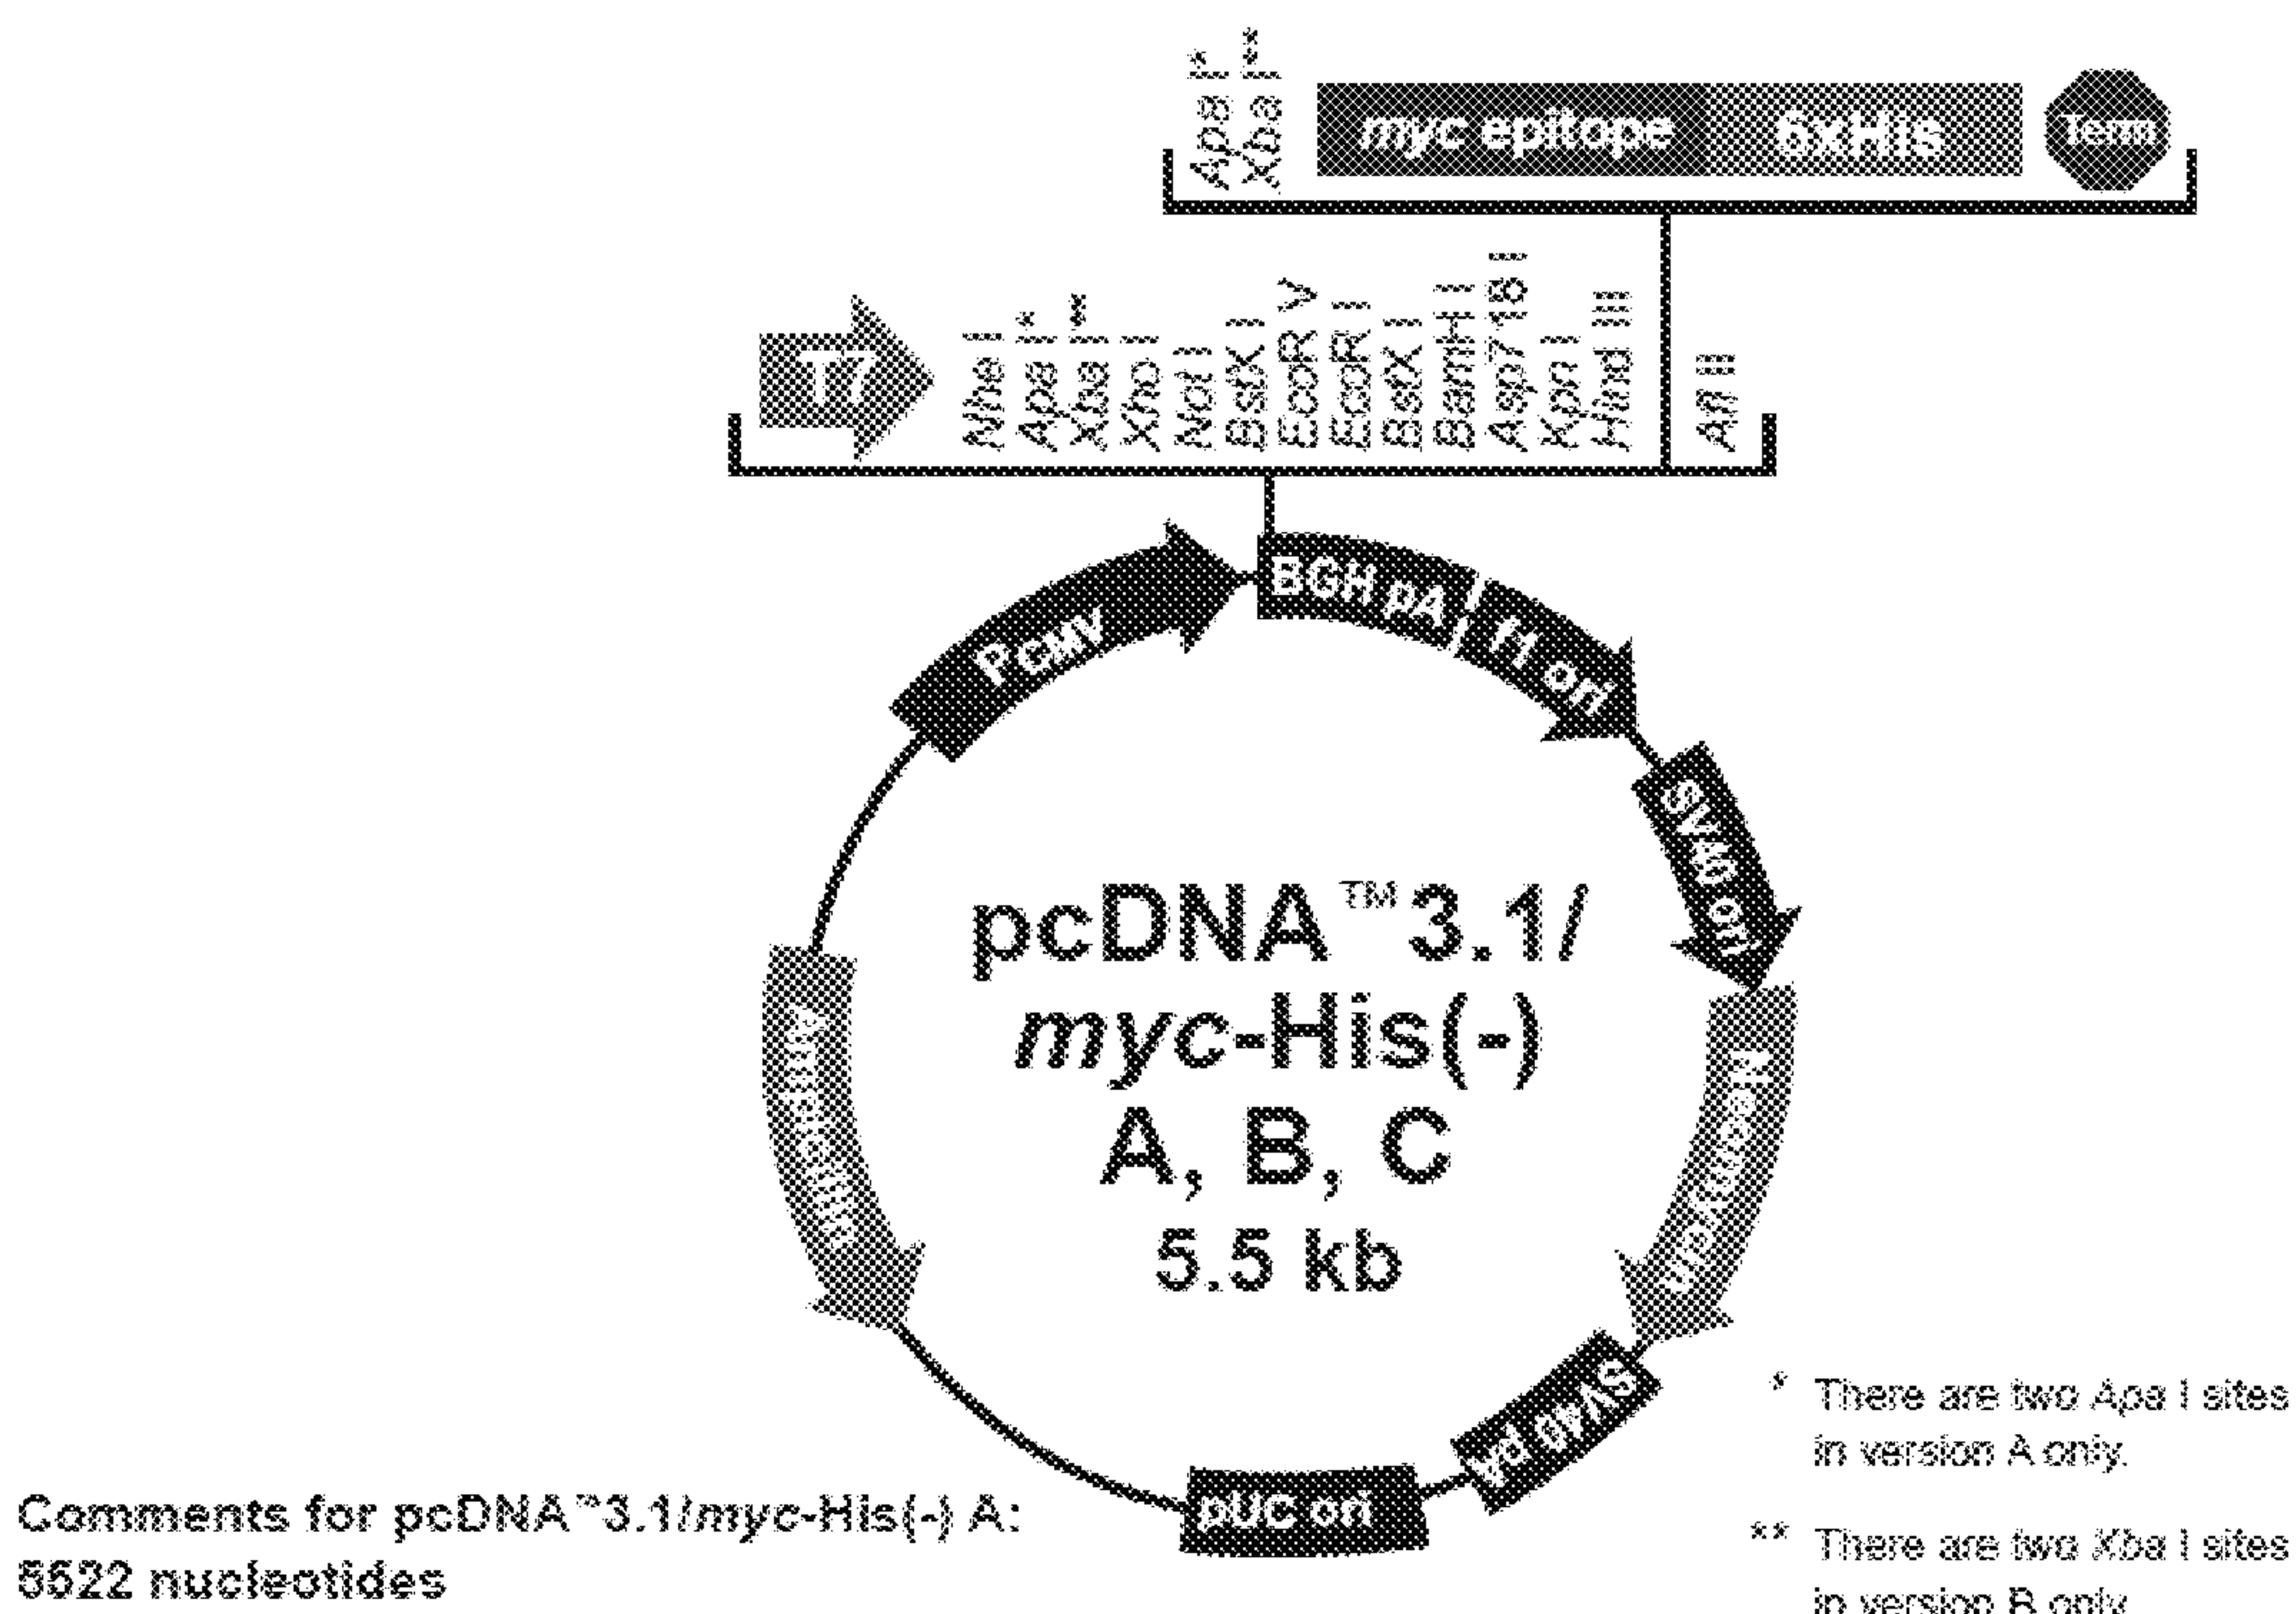 Apa I*
Xba I**
myc epitope
6xHis
Term
T7
Nhe I
Apa I*
Xba I**
Xho I
Not I
BstX I
EcoR V
EcoR I
BstX I
BamH I
Asp718 I
Kpn I
Hind III
Afl II
PCMV
BGH pA
f1 ori
SV40 ori
Neomycin
SV40 pA
pUC ori
Ampicillin
pcDNA™3.1/
myc-His(-)
A, B, C
5.5 kb
* There are two Apa I sites
in version A only.
** There are two Xba I sites
in version B only
Comments for pcDNA™3.1/myc-His(-) A:
5522 nucleotides